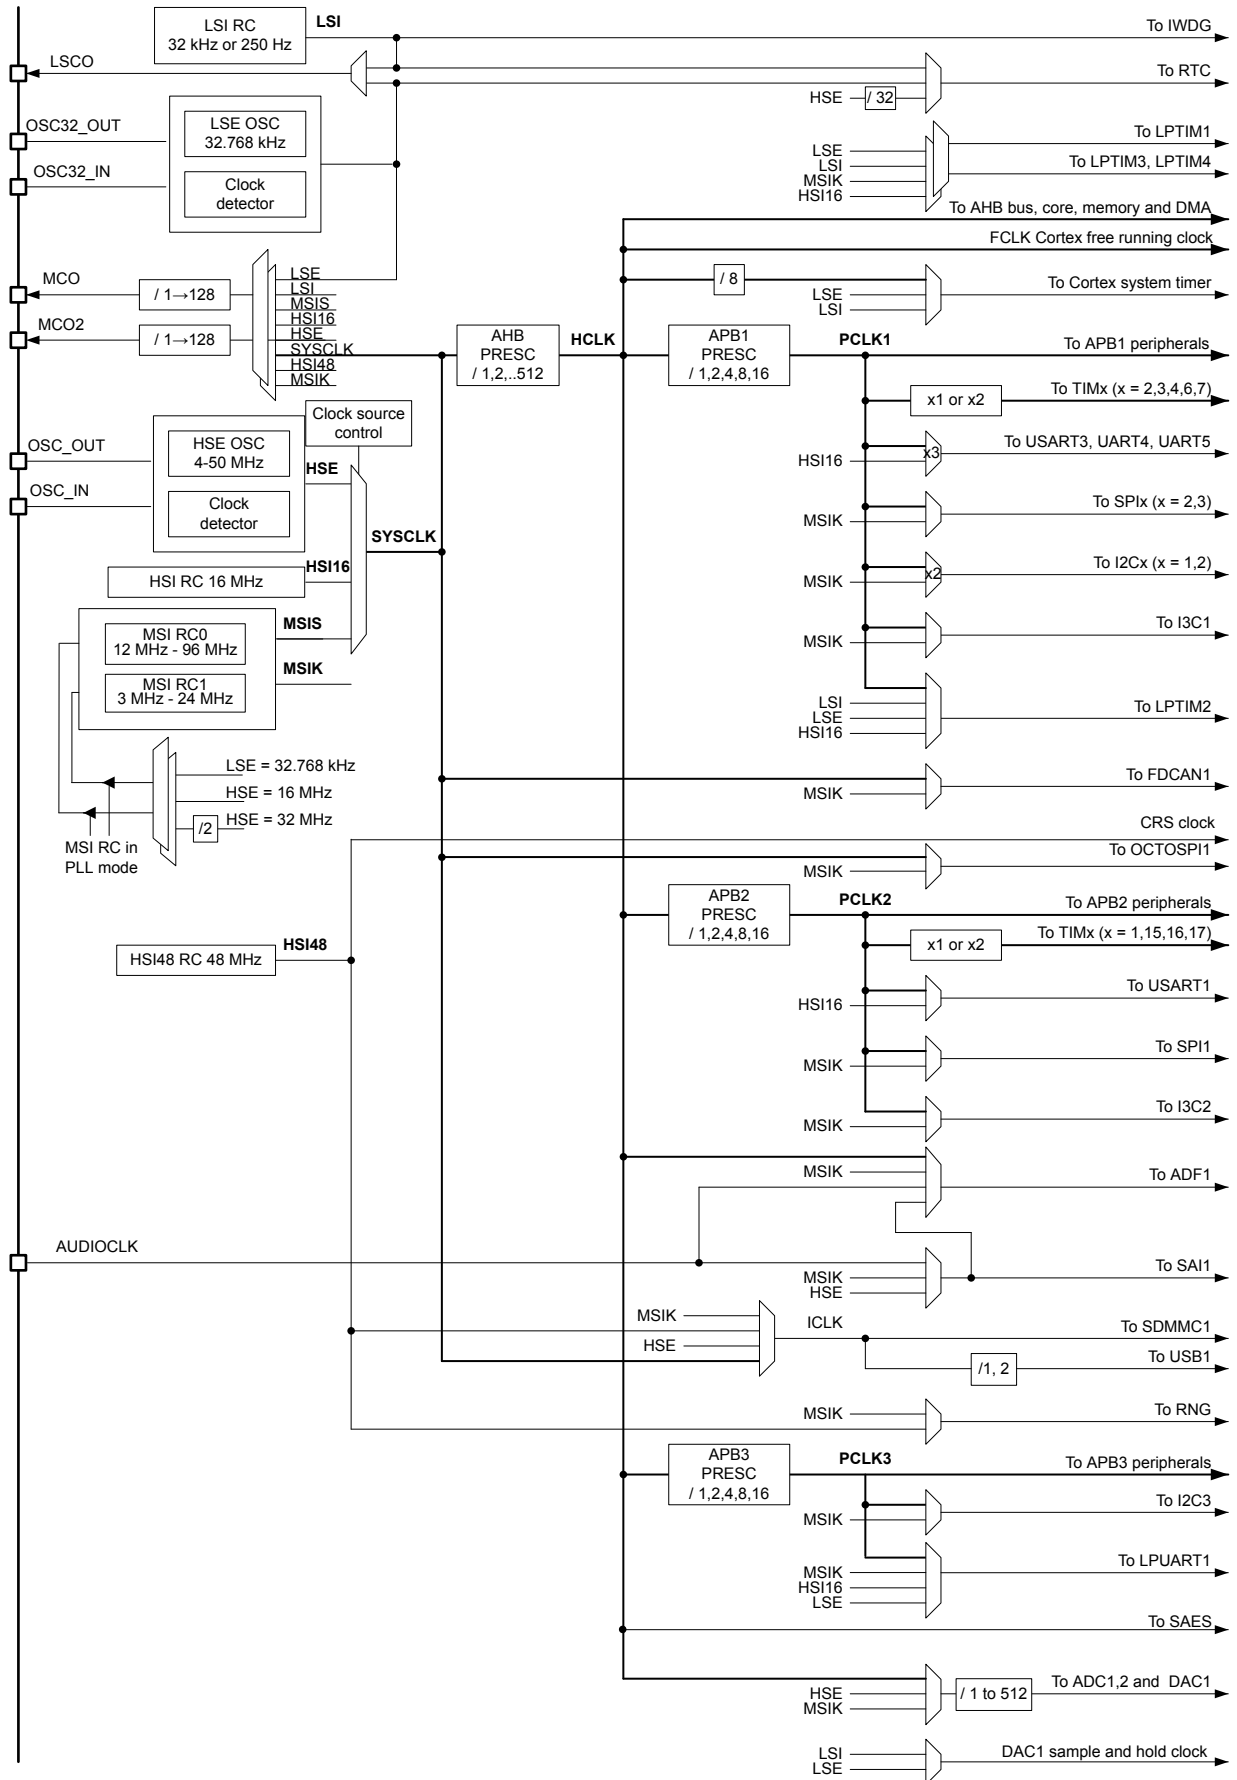 LSI RC
32 kHz or 250 Hz
LSI
To IWDG
LSCO
To RTC
HSE
/ 32
OSC32_OUT
LSE OSC
32.768 kHz
OSC32_IN
Clock
detector
To LPTIM1
LSE
LSI
MSIK
HSI16
To LPTIM3, LPTIM4
To AHB bus, core, memory and DMA
FCLK Cortex free running clock
MCO
/ 1→128
MCO2
/ 1→128
LSE
LSI
MSIS
HSI16
HSE
SYSCLK
HSI48
MSIK
/ 8
LSE
LSI
To Cortex system timer
AHB
PRESC
/ 1,2,..512
HCLK
APB1
PRESC
/ 1,2,4,8,16
PCLK1
To APB1 peripherals
x1 or x2
To TIMx (x = 2,3,4,6,7)
Clock source
control
OSC_OUT
HSE OSC
4-50 MHz
HSE
OSC_IN
Clock
detector
SYSCLK
HSI16
x3
To USART3, UART4, UART5
MSIK
To SPIx (x = 2,3)
HSI RC 16 MHz
HSI16
MSIK
x2
To I2Cx (x = 1,2)
MSI RC0
12 MHz - 96 MHz
MSIS
MSI RC1
3 MHz - 24 MHz
MSIK
MSIK
To I3C1
LSI
LSE
HSI16
To LPTIM2
LSE = 32.768 kHz
HSE = 16 MHz
/2
HSE = 32 MHz
MSI RC in
PLL mode
MSIK
To FDCAN1
CRS clock
MSIK
To OCTOSPI1
APB2
PRESC
/ 1,2,4,8,16
PCLK2
To APB2 peripherals
HSI48 RC 48 MHz
HSI48
x1 or x2
To TIMx (x = 1,15,16,17)
HSI16
To USART1
MSIK
To SPI1
MSIK
To I3C2
MSIK
To ADF1
AUDIOCLK
MSIK
HSE
To SAI1
MSIK
HSE
ICLK
To SDMMC1
/1, 2
To USB1
MSIK
To RNG
APB3
PRESC
/ 1,2,4,8,16
PCLK3
To APB3 peripherals
MSIK
To I2C3
MSIK
HSI16
LSE
To LPUART1
To SAES
HSE
MSIK
/ 1 to 512
To ADC1,2 and DAC1
LSI
LSE
DAC1 sample and hold clock